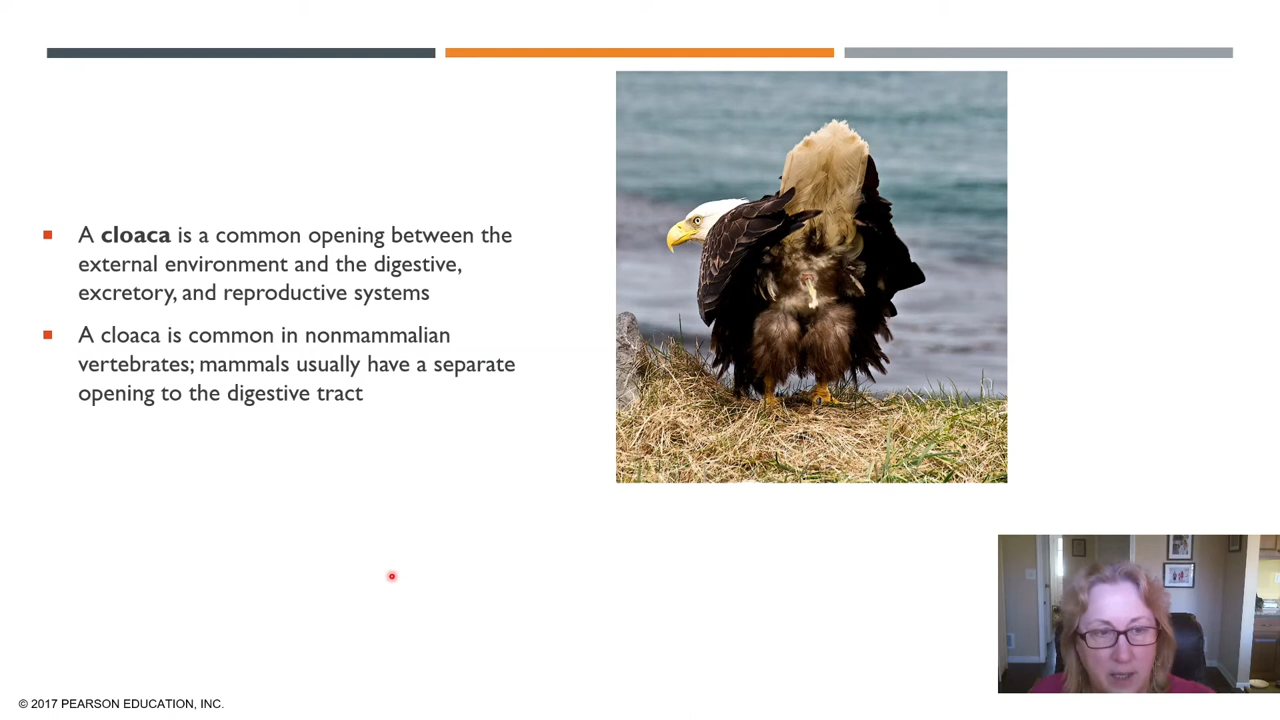 A cloaca is a common opening between the
external environment and the digestive,
excretory, and reproductive systems
A cloaca is common in nonmammalian
vertebrates; mammals usually have a separate
opening to the digestive tract
© 2017 PEARSON EDUCATION, INC.